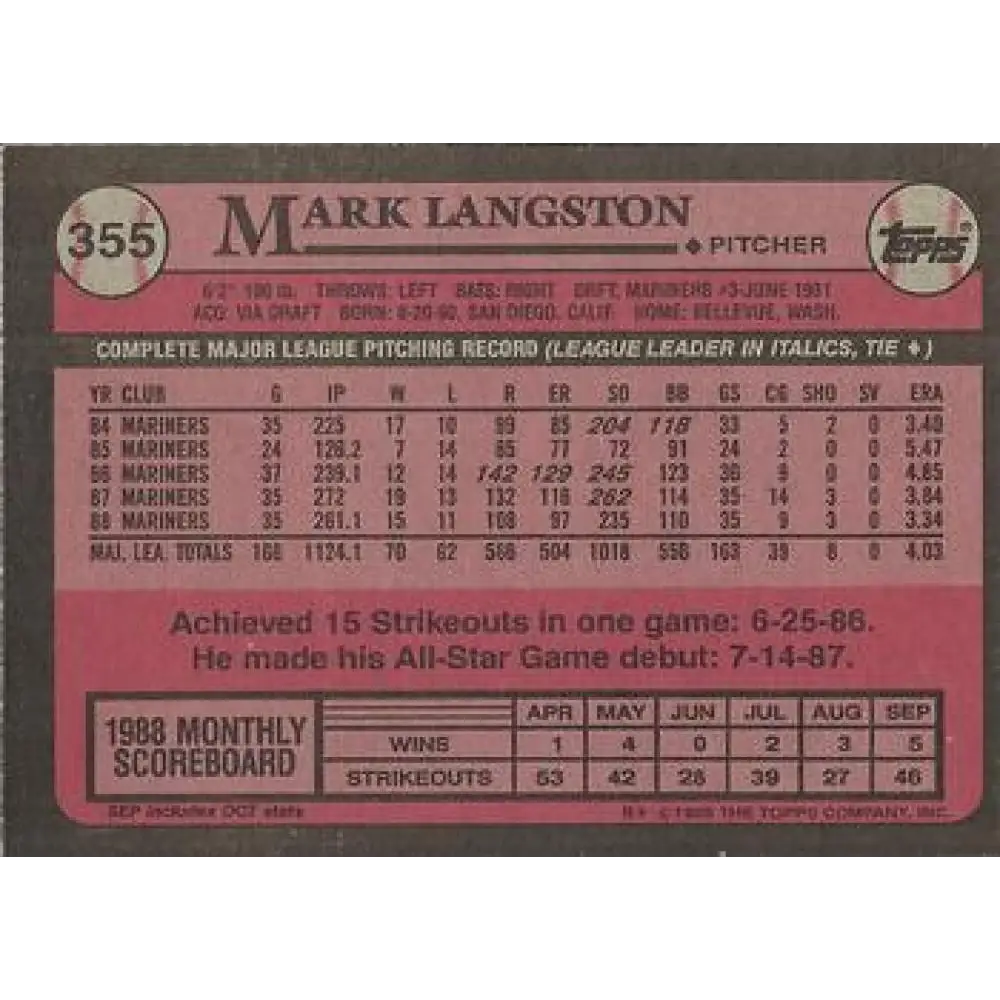 355
MARK LANGSTON
♦ PITCHER
TOPPS
6'2" THROWS: LEFT BATS: RIGHT DRFT. MARINERS #3-JUNE 1981
ACQ: VIA DRAFT BORN: 8-20-60, SAN DIEGO, CALIF. HOME: BELLEVUE, WASH.
COMPLETE MAJOR LEAGUE PITCHING RECORD (LEAGUE LEADER IN ITALICS, TIE ♦)
YR CLUB G IP W L R ER SO BB GS CG SHO SV ERA
84 MARINERS 35 225 17 10 99 85 204 118 33 5 2 0 3.40
85 MARINERS 24 126.2 7 14 85 77 72 91 24 2 0 0 5.47
86 MARINERS 37 239.1 12 14 142 129 245 123 36 9 0 0 4.85
87 MARINERS 35 272 19 13 132 116 262 114 35 14 3 0 3.84
88 MARINERS 35 261.1 15 11 108 97 235 110 35 9 3 0 3.34
MAJ. LEA. TOTALS 166 1124.1 70 62 566 504 1018 556 163 39 8 0 4.03
Achieved 15 Strikeouts in one game: 6-25-86.
He made his All-Star Game debut: 7-14-87.
1988 MONTHLY SCOREBOARD
APR MAY JUN JUL AUG SEP
WINS 1 4 0 2 3 5
STRIKEOUTS 53 42 28 39 27 46
SEP includes OCT stats
© THE TOPPS COMPANY, INC.